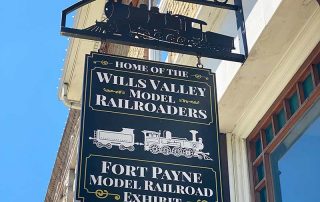 HOME OF THE
WILLS VALLEY
MODEL
RAILROADERS
FORT PAYNE
MODEL RAILROAD
EXHIBIT